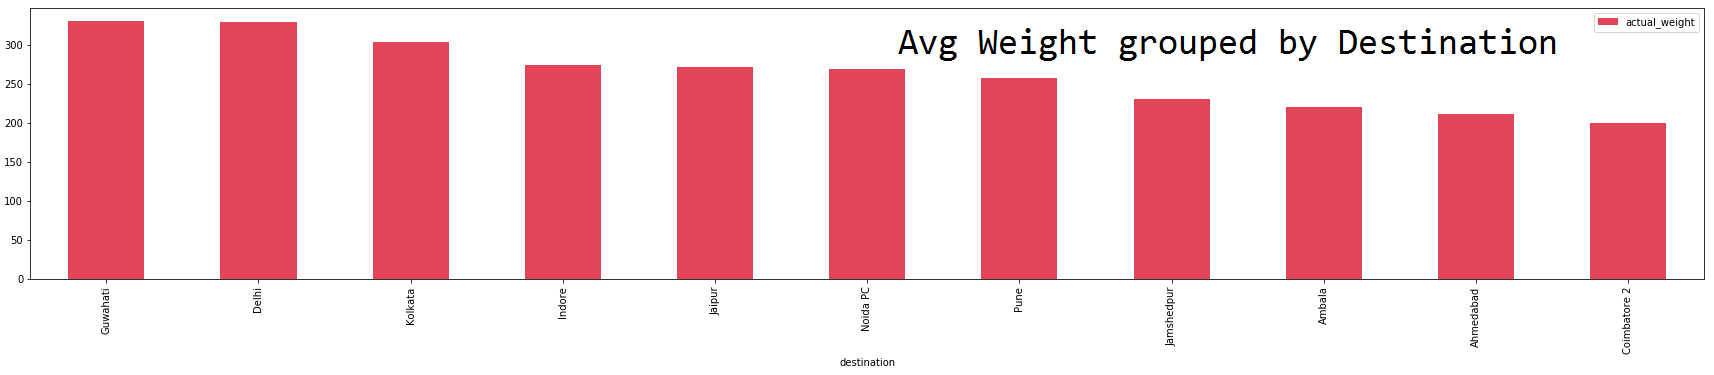 Avg Weight grouped by Destination
actual_weight
300
250
200
150
100
50
0
Guwahati
Delhi
Kolkata
Indore
Jaipur
Noida PC
Pune
Jamshedpur
Ambala
Ahmedabad
Coimbatore 2
destination